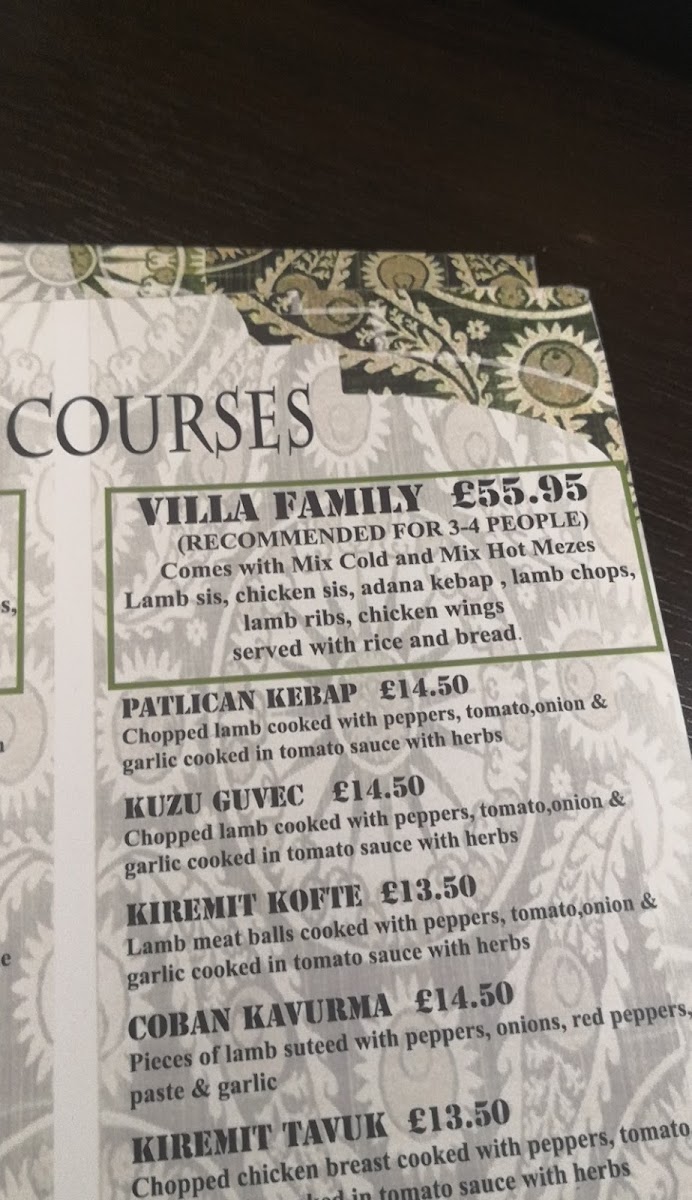 COURSES
VILLA FAMILY £55.95
(RECOMMENDED FOR 3-4 PEOPLE)
Comes with Mix Cold and Mix Hot Mezes
Lamb sis, chicken sis, adana kebap , lamb chops,
lamb ribs, chicken wings
served with rice and bread.
PATLICAN KEBAP £14.50
Chopped lamb cooked with peppers, tomato,onion &
garlic cooked in tomato sauce with herbs
KUZU GUVEC £14.50
Chopped lamb cooked with peppers, tomato,onion &
garlic cooked in tomato sauce with herbs
KIREMIT KOFTE £13.50
Lamb meat balls cooked with peppers, tomato,onion &
garlic cooked in tomato sauce with herbs
COBAN KAVURMA £14.50
Pieces of lamb suteed with peppers, onions, red peppers,
paste & garlic
KIREMIT TAVUK £13.50
Chopped chicken breast cooked with peppers, tomato
in tomato sauce with herbs